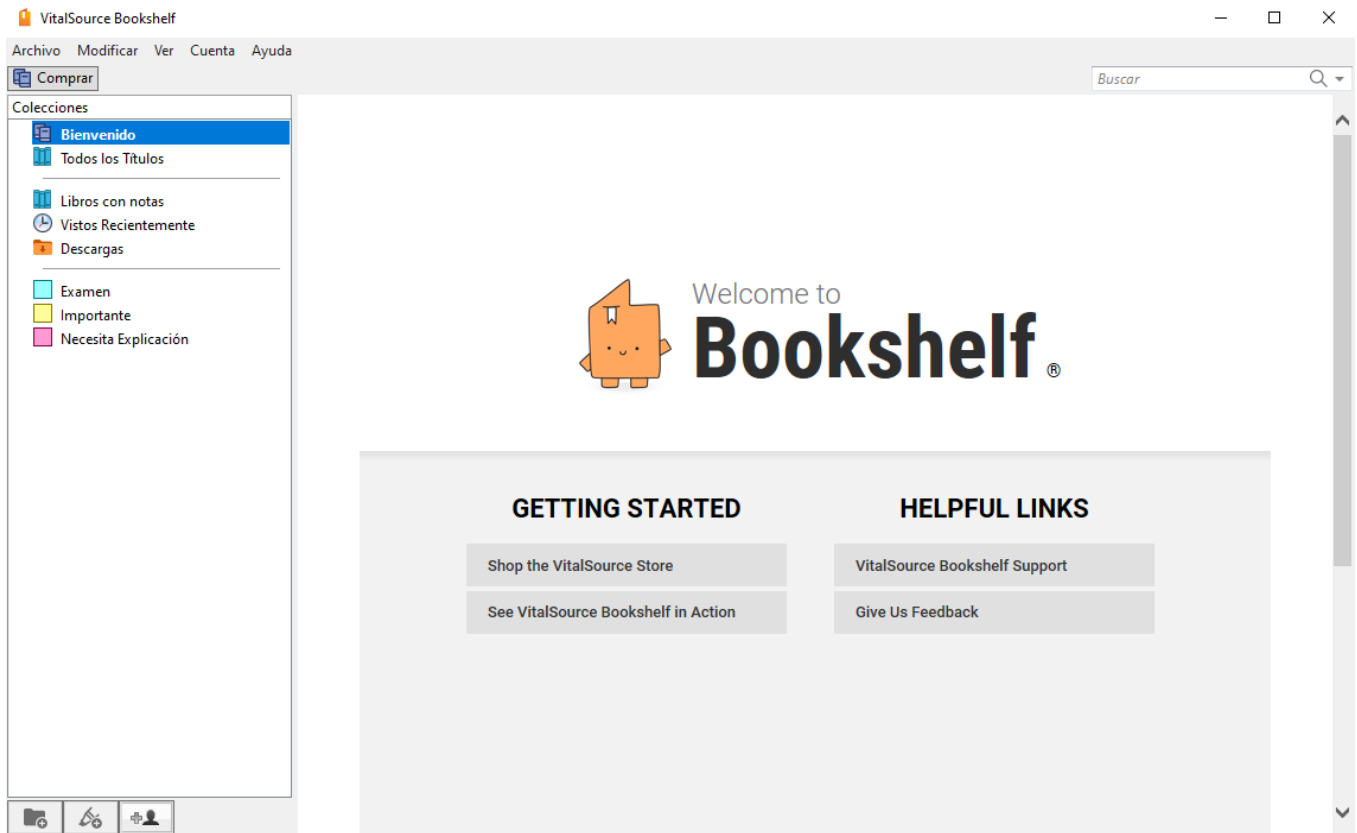 VitalSource Bookshelf
Archivo Modificar Ver Cuenta Ayuda
Comprar
Buscar
Colecciones
Bienvenido
Todos los Títulos
Libros con notas
Vistos Recientemente
Descargas
Examen
Importante
Necesita Explicación
Welcome to
Bookshelf®
GETTING STARTED
Shop the VitalSource Store
See VitalSource Bookshelf in Action
HELPFUL LINKS
VitalSource Bookshelf Support
Give Us Feedback